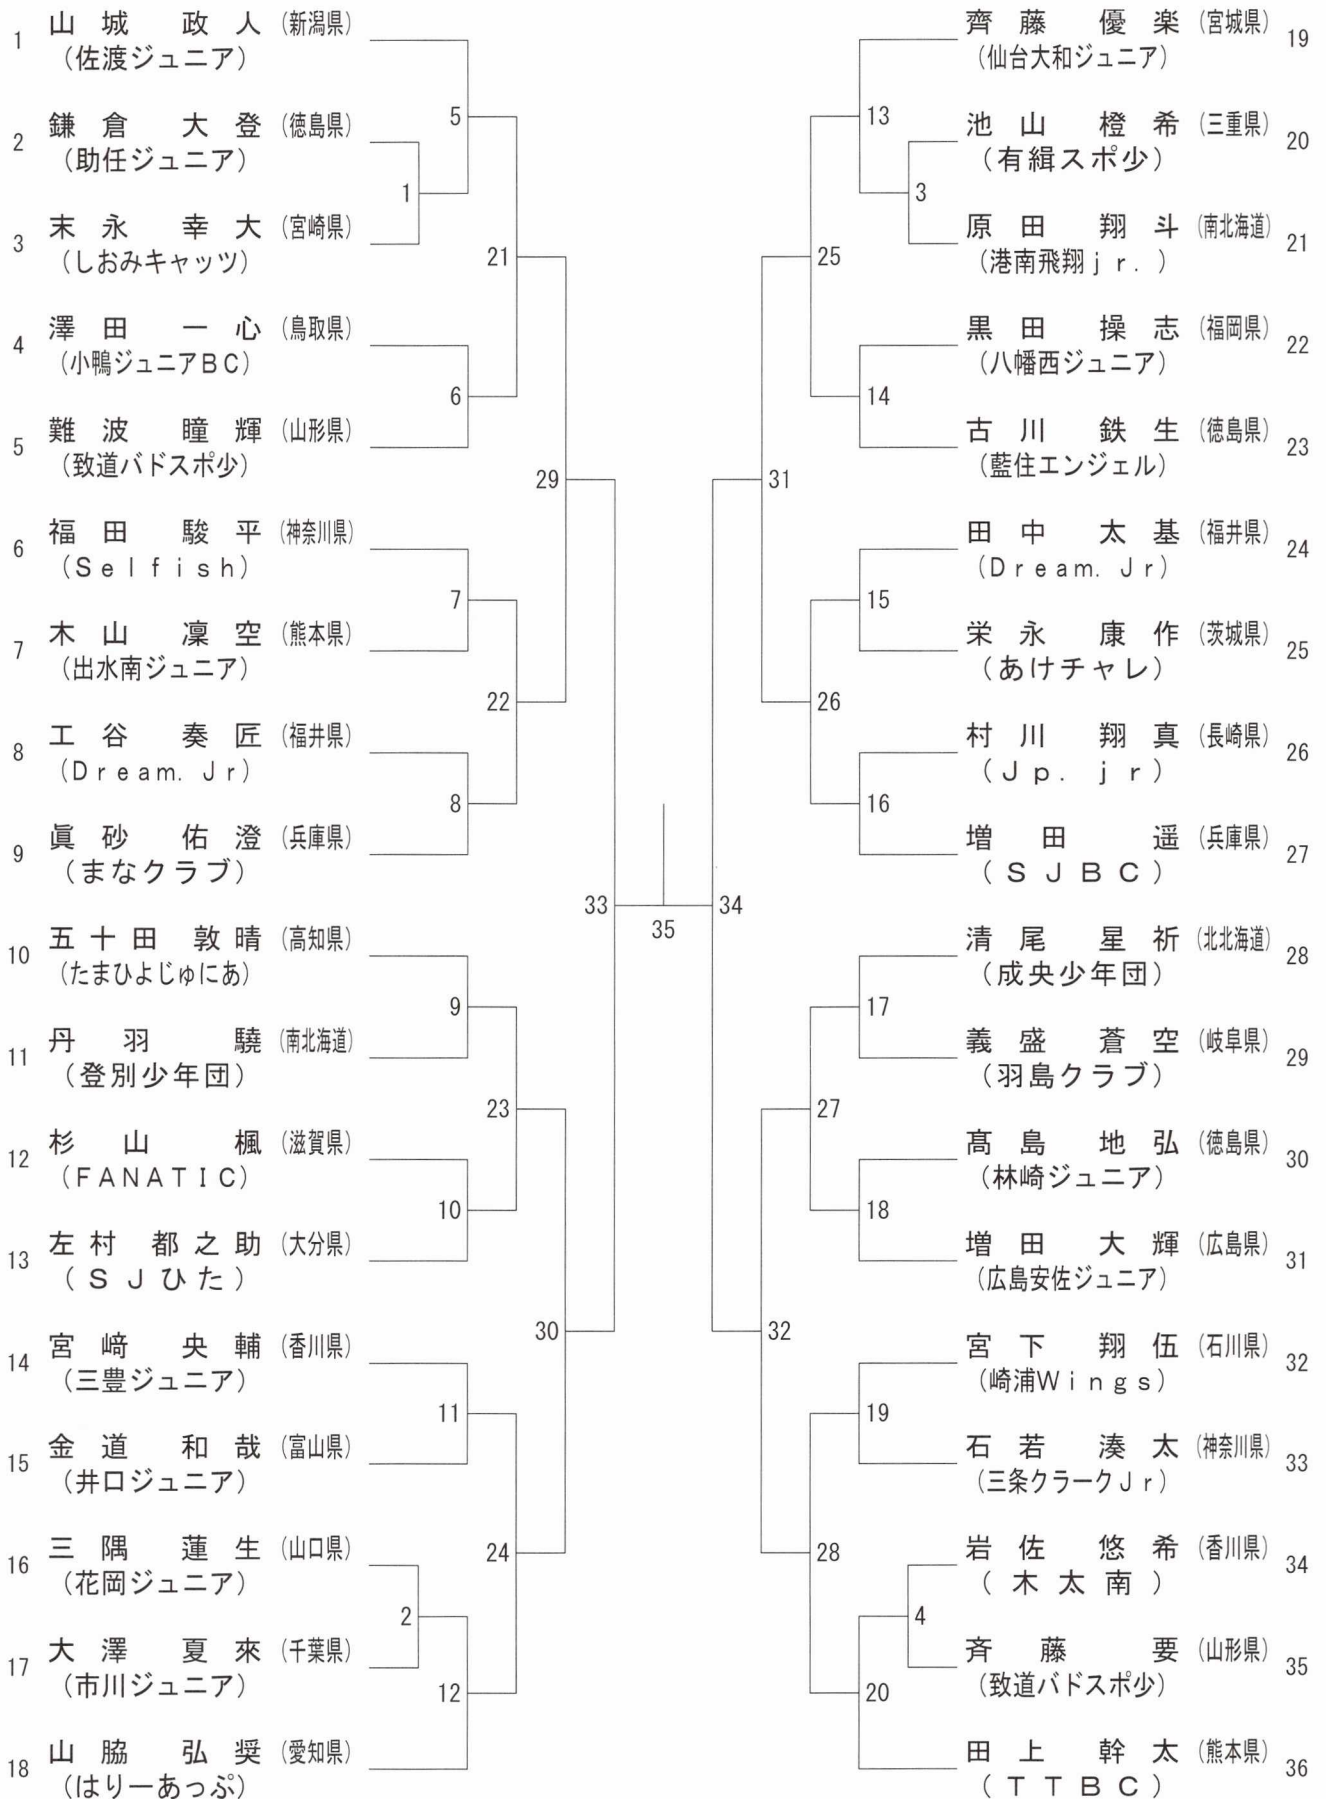 1 山城 政人 (新潟県)
(佐渡ジュニア)
2 鎌倉 大登 (徳島県)
(助任ジュニア)
3 末永 幸大 (宮崎県)
(しおみキャッツ)
4 澤田 一心 (鳥取県)
(小鴨ジュニアBC)
5 難波 瞳輝 (山形県)
(致道バドスポ少)
6 福田 駿平 (神奈川県)
(Selfish)
7 木山 凜空 (熊本県)
(出水南ジュニア)
8 工谷 奏匠 (福井県)
(Dream. Jr)
9 眞砂 佑澄 (兵庫県)
(まなクラブ)
10 五十田 敦晴 (高知県)
(たまひよじゅにあ)
11 丹羽 驍 (南北海道)
(登別少年団)
12 杉山 楓 (滋賀県)
(FANATIC)
13 左村 都之助 (大分県)
(SJひた)
14 宮﨑 央輔 (香川県)
(三豊ジュニア)
15 金道 和哉 (富山県)
(井口ジュニア)
16 三隅 蓮生 (山口県)
(花岡ジュニア)
17 大澤 夏來 (千葉県)
(市川ジュニア)
18 山脇 弘奨 (愛知県)
(はりーあっぷ)
1
2
5
6
7
8
9
10
11
12
21
22
23
24
29
30
33
35
34
31
32
25
26
27
28
13
14
15
16
17
18
19
20
3
4
齊藤 優楽 (宮城県) 19
(仙台大和ジュニア)
池山 橙希 (三重県) 20
(有緝スポ少)
原田 翔斗 (南北海道) 21
(港南飛翔jr.)
黒田 操志 (福岡県) 22
(八幡西ジュニア)
古川 鉄生 (徳島県) 23
(藍住エンジェル)
田中 太基 (福井県) 24
(Dream. Jr)
栄永 康作 (茨城県) 25
(あけチャレ)
村川 翔真 (長崎県) 26
(Jp. jr)
増田 遥 (兵庫県) 27
(SJBC)
清尾 星祈 (北北海道) 28
(成央少年団)
義盛 蒼空 (岐阜県) 29
(羽島クラブ)
髙島 地弘 (徳島県) 30
(林崎ジュニア)
増田 大輝 (広島県) 31
(広島安佐ジュニア)
宮下 翔伍 (石川県) 32
(崎浦Wings)
石若 湊太 (神奈川県) 33
(三条クラークJr)
岩佐 悠希 (香川県) 34
(木太南)
斉藤 要 (山形県) 35
(致道バドスポ少)
田上 幹太 (熊本県) 36
(TTBC)